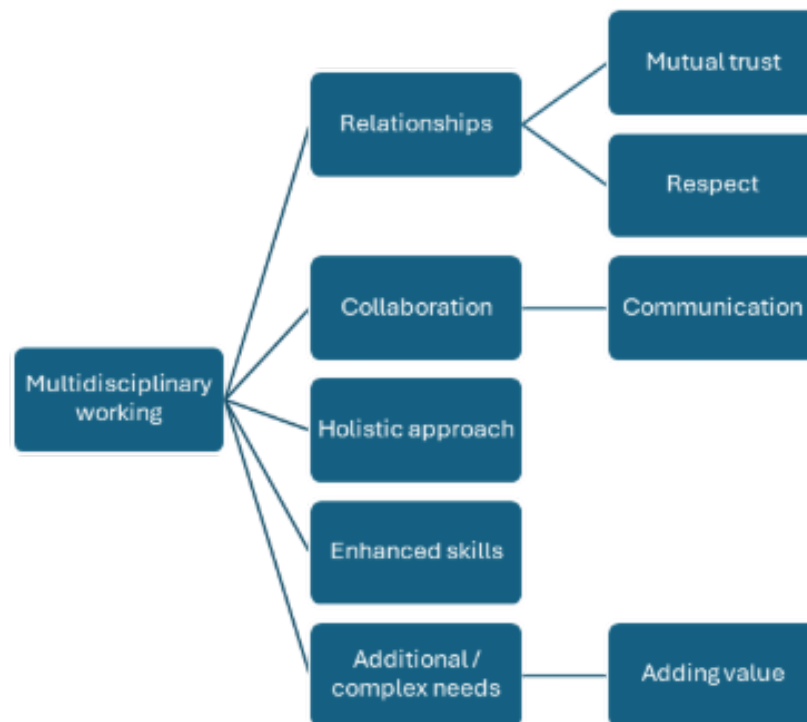 Mutual trust
Relationships
Respect
Collaboration
Communication
Multidisciplinary
working
Holistic approach
Enhanced skills
Additional /
complex needs
Adding value